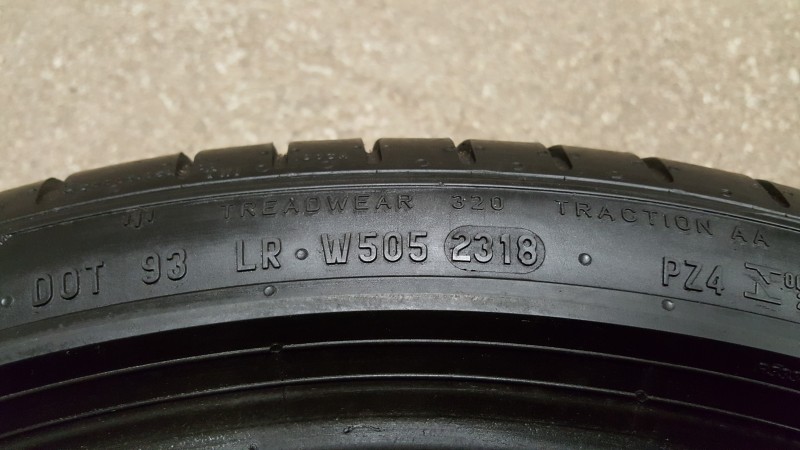 TREADWEAR 320 TRACTION AA
DOT 93 LR · W505 2318 · PZ4